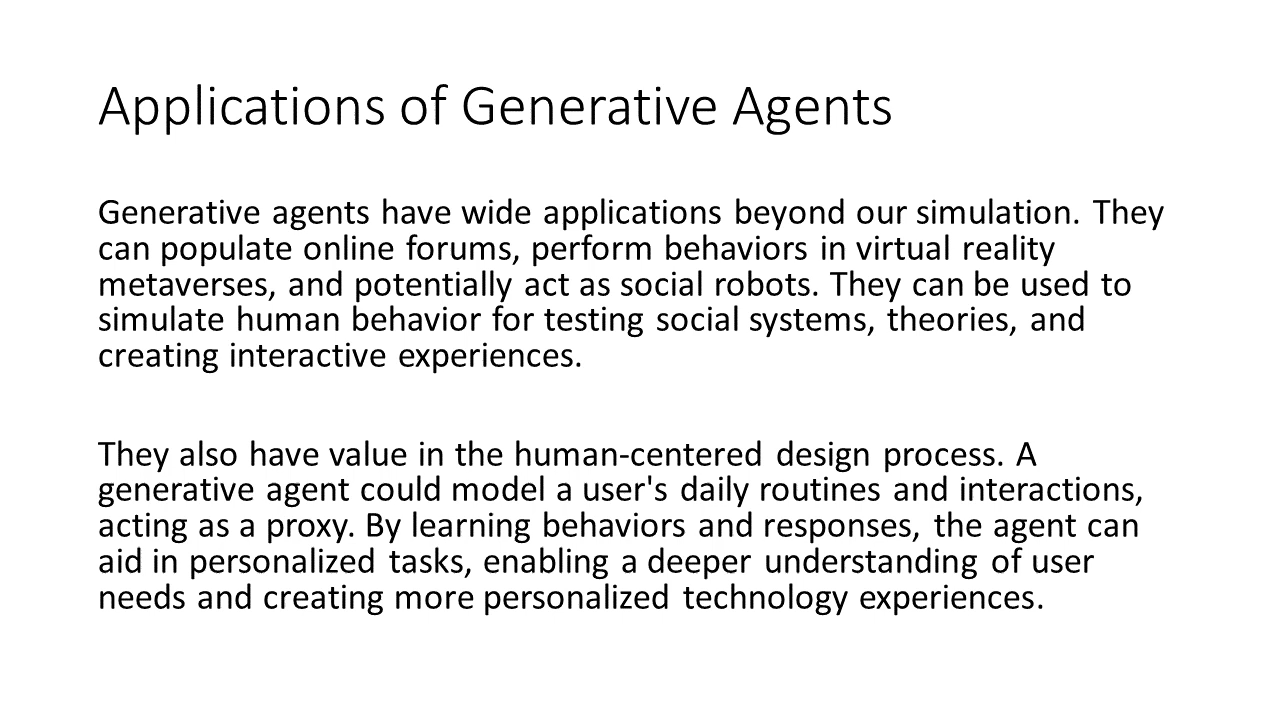 Applications of Generative Agents
Generative agents have wide applications beyond our simulation. They
can populate online forums, perform behaviors in virtual reality
metaverses, and potentially act as social robots. They can be used to
simulate human behavior for testing social systems, theories, and
creating interactive experiences.
They also have value in the human-centered design process. A
generative agent could model a user's daily routines and interactions,
acting as a proxy. By learning behaviors and responses, the agent can
aid in personalized tasks, enabling a deeper understanding of user
needs and creating more personalized technology experiences.